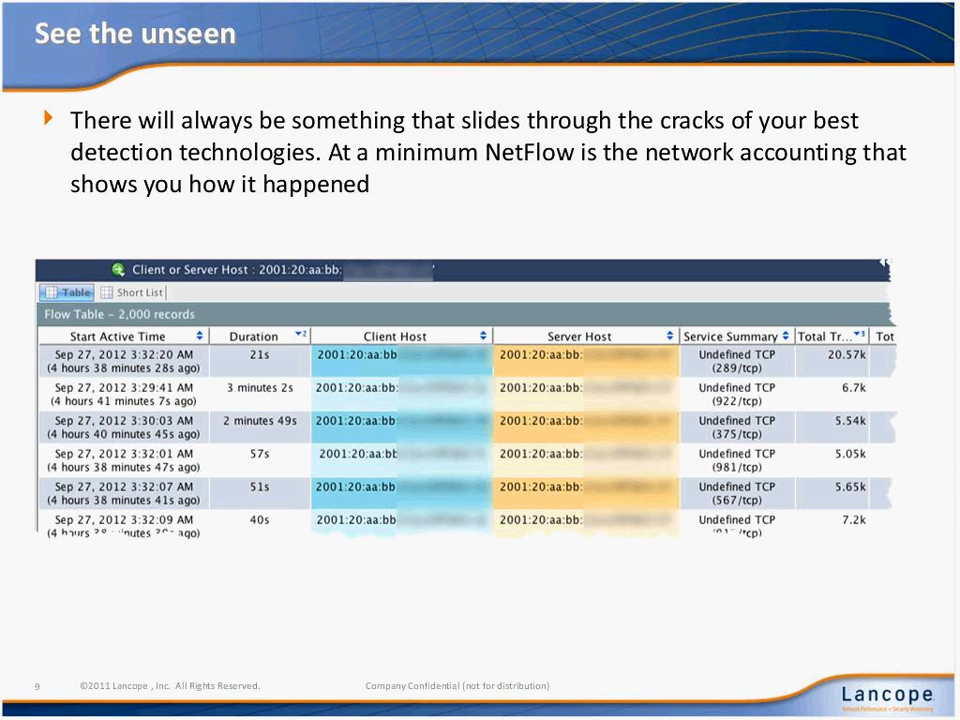 See the unseen
There will always be something that slides through the cracks of your best
detection technologies. At a minimum NetFlow is the network accounting that
shows you how it happened
Client or Server Host : 2001:20:aa:bb:
Table Short List
Flow Table - 2,000 records
Start Active Time Duration 2 Client Host Server Host Service Summary Total Tr... 3 Tot
Sep 27, 2012 3:32:20 AM 21s 2001:20:aa:bb 2001:20:aa:bb: Undefined TCP 20.57k
(4 hours 38 minutes 28s ago) (289/tcp)
Sep 27, 2012 3:29:41 AM 3 minutes 2s 2001:20:aa:bb: 2001:20:aa:bb: Undefined TCP 6.7k
(4 hours 41 minutes 7s ago) (922/tcp)
Sep 27, 2012 3:30:03 AM 2 minutes 49s 2001:20:aa:bb: 2001:20:aa:bb: Undefined TCP 5.54k
(4 hours 40 minutes 45s ago) (375/tcp)
Sep 27, 2012 3:32:01 AM 57s 2001:20:aa:bb 2001:20:aa:bb: Undefined TCP 5.05k
(4 hours 38 minutes 47s ago) (981/tcp)
Sep 27, 2012 3:32:07 AM 51s 2001:20:aa:bb 2001:20:aa:bb: Undefined TCP 5.65k
(4 hours 38 minutes 41s ago) (567/tcp)
Sep 27, 2012 3:32:09 AM 40s 2001:20:aa:bb 2001:20:aa:bb: Undefined TCP 7.2k
(4 hours ago)
9 ©2011 Lancope , Inc. All Rights Reserved. Company Confidential (not for distribution)
Lancope
Network Performance + Security Monitoring